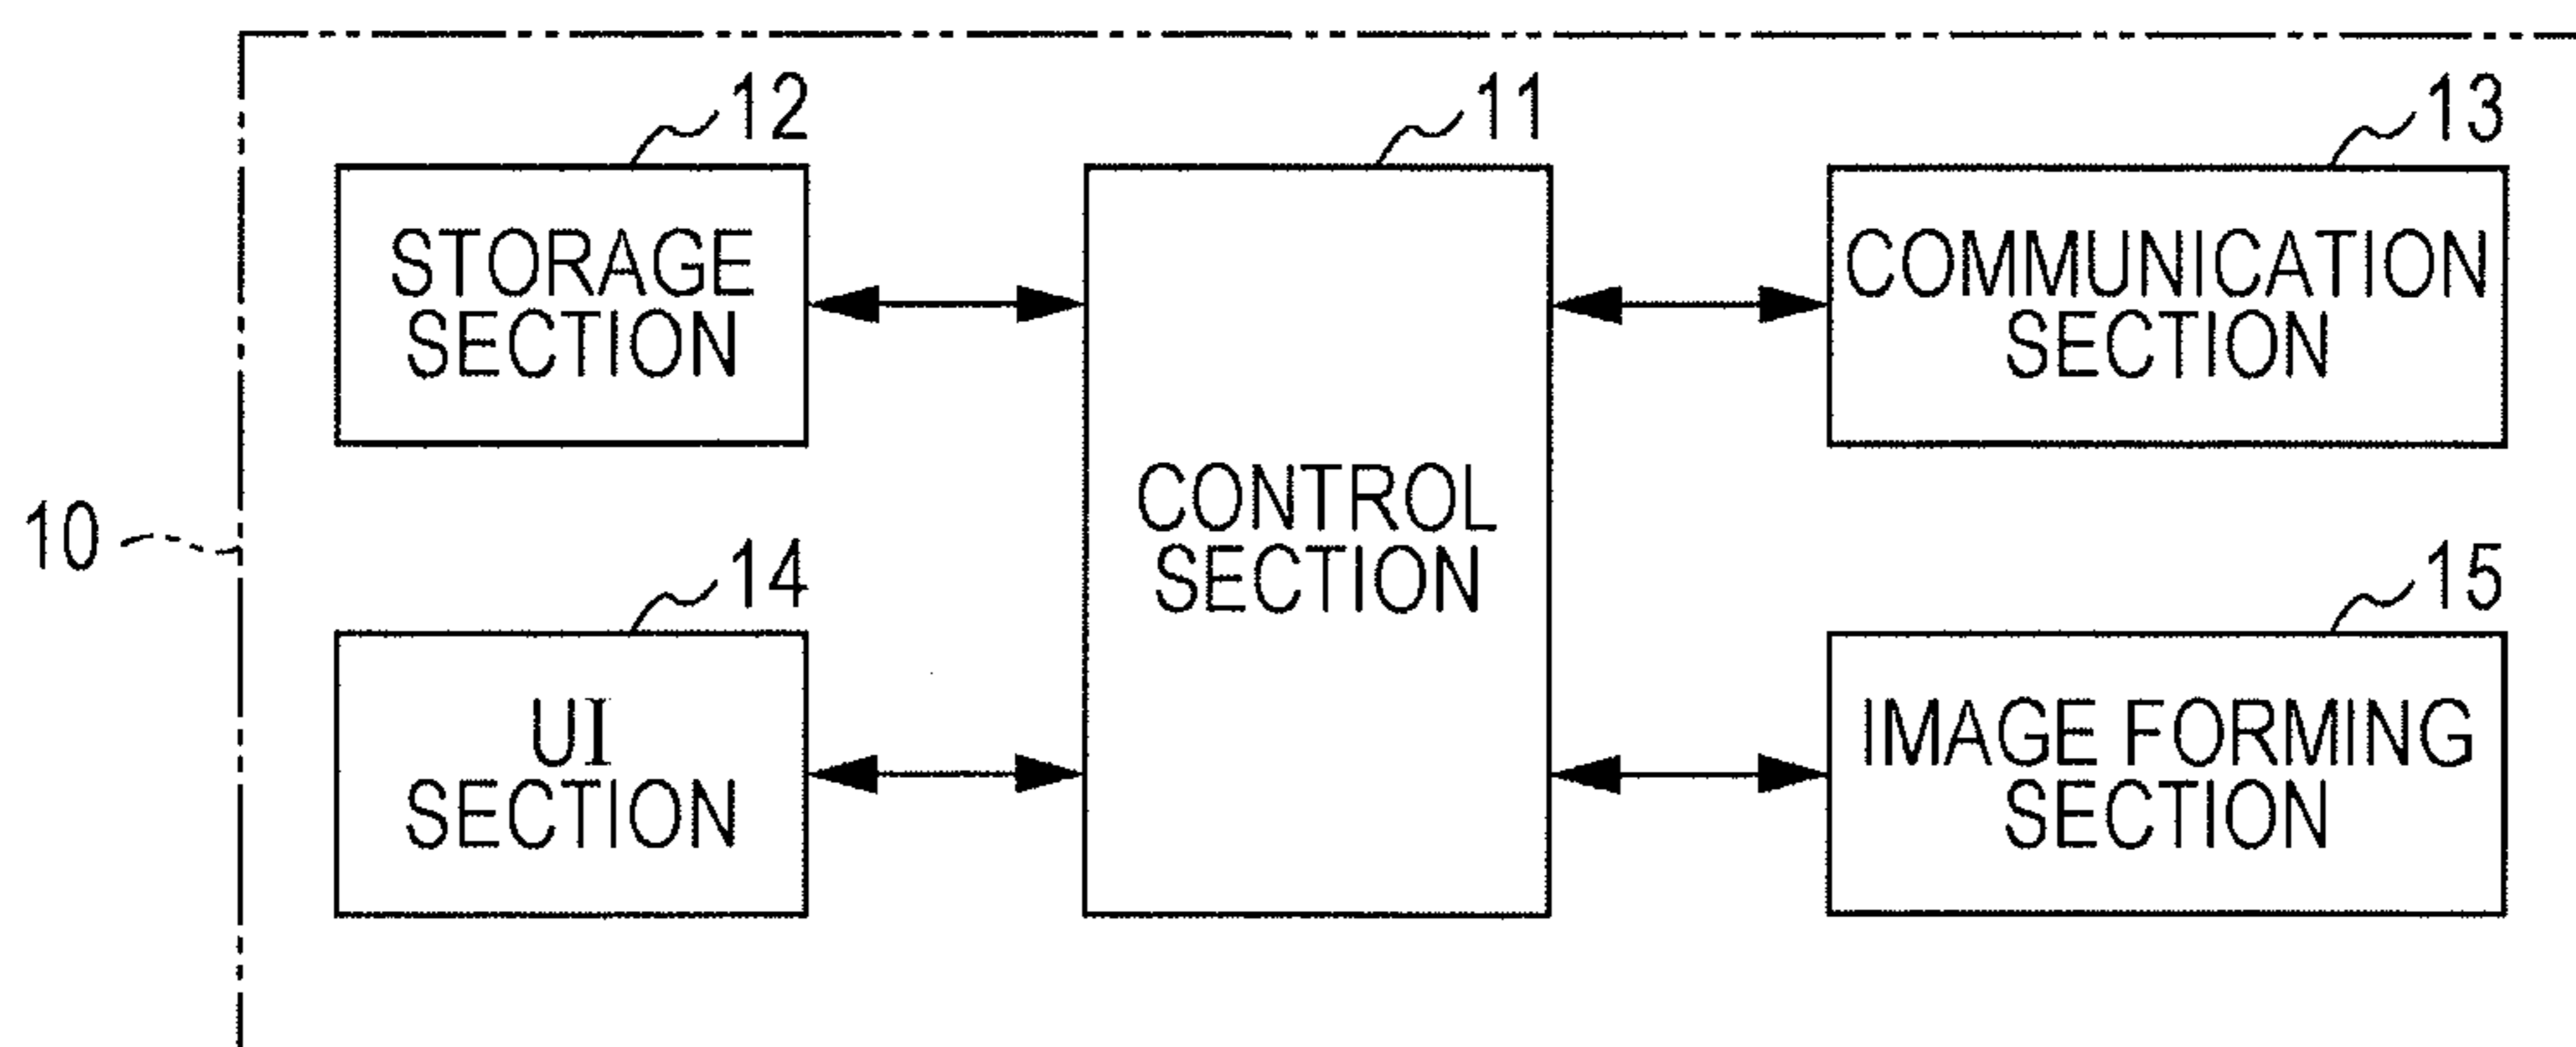 12
11
13
STORAGE
SECTION
COMMUNICATION
SECTION
CONTROL
SECTION
10
14
15
UI
SECTION
IMAGE FORMING
SECTION